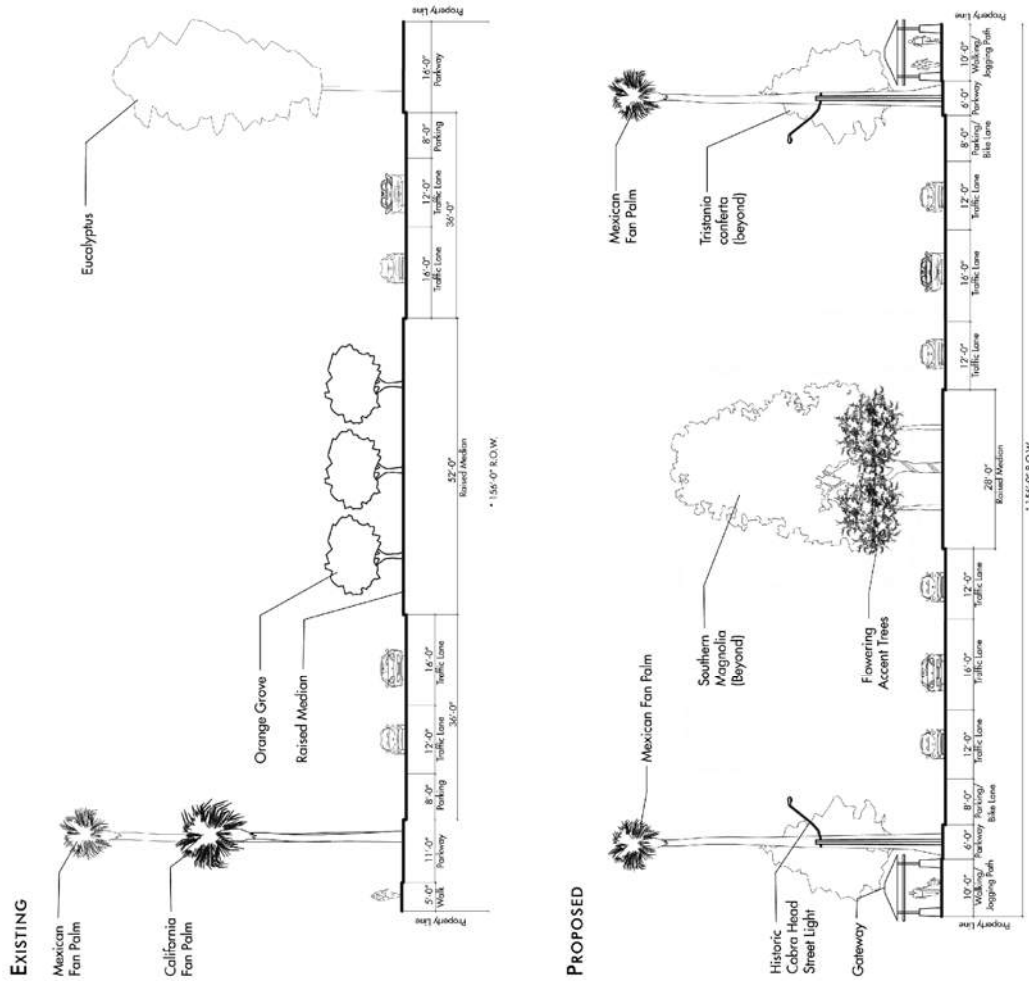 EXISTING
Mexican
Fan Palm
California
Fan Palm
Orange Grove
Raised Median
Eucalyptus
Property Line
5'-0"
Walk
11'-0"
Parkway
8'-0"
Parking
12'-0"
Traffic Lane
16'-0"
Traffic Lane
36'-0"
52'-0"
Raised Median
16'-0"
Traffic Lane
12'-0"
Traffic Lane
36'-0"
8'-0"
Parking
16'-0"
Parkway
Property Line
* 156'-0" R.O.W.
PROPOSED
Historic
Cobra Head
Street Light
Gateway
Mexican Fan Palm
Southern
Magnolia
(Beyond)
Flowering
Accent Trees
Mexican
Fan Palm
Tristania
conferta
(beyond)
Property Line
10'-0"
Walking/
Jogging Path
6'-0"
Parkway
8'-0"
Parking/
Bike Lane
12'-0"
Traffic Lane
16'-0"
Traffic Lane
12'-0"
Traffic Lane
28'-0"
Raised Median
12'-0"
Traffic Lane
16'-0"
Traffic Lane
12'-0"
Traffic Lane
8'-0"
Parking/
Bike Lane
6'-0"
Parkway
10'-0"
Walking/
Jogging Path
Property Line
* 156'-0" R.O.W.